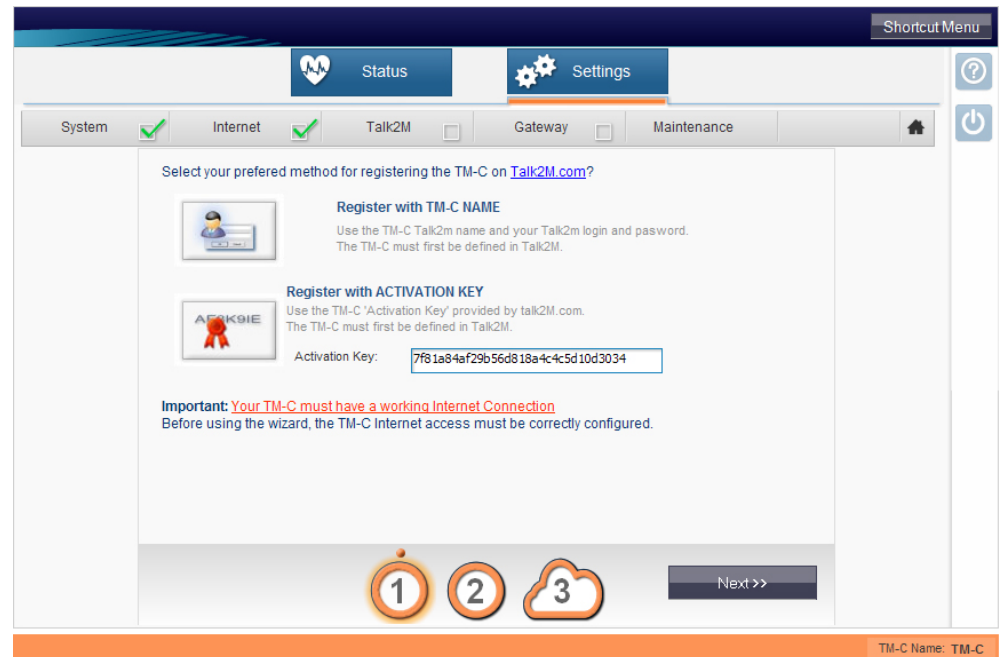 Shortcut Menu
Status
Settings
System
Internet
Talk2M
Gateway
Maintenance
Select your prefered method for registering the TM-C on Talk2M.com?
Register with TM-C NAME
Use the TM-C Talk2m name and your Talk2m login and pasword.
The TM-C must first be defined in Talk2M.
Register with ACTIVATION KEY
Use the TM-C 'Activation Key' provided by talk2M.com.
The TM-C must first be defined in Talk2M.
Activation Key: 7f81a84af29b56d818a4c4c5d10d3034
Important: Your TM-C must have a working Internet Connection
Before using the wizard, the TM-C Internet access must be correctly configured.
1 2 3
Next >>
TM-C Name: TM-C